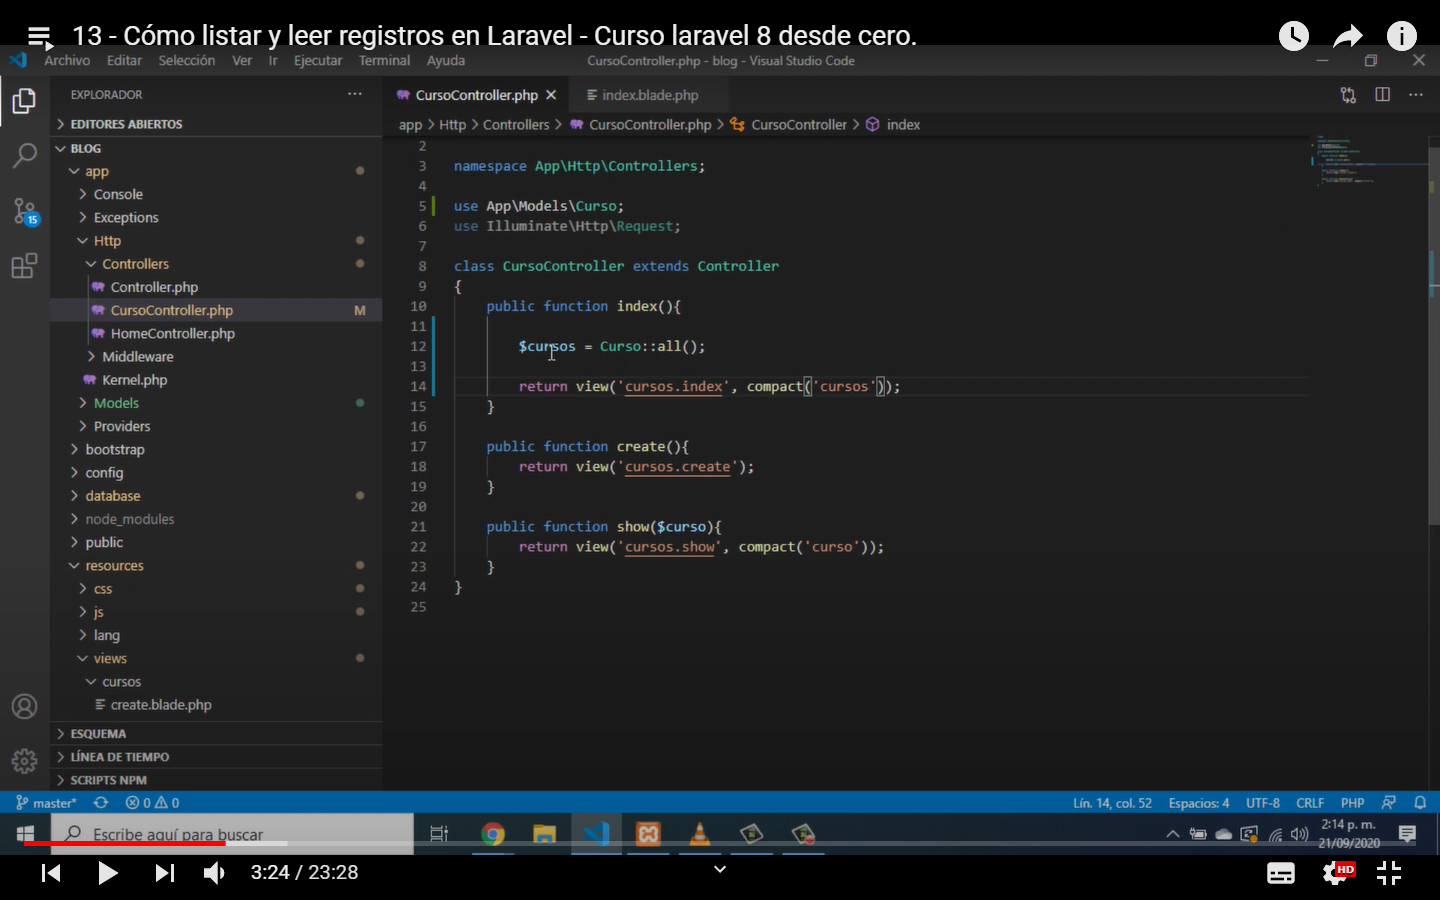 13 - Cómo listar y leer registros en Laravel - Curso laravel 8 desde cero.
Archivo Editar Selección Ver Ir Ejecutar Terminal Ayuda
CursoController.php - blog - Visual Studio Code
EXPLORADOR
EDITORES ABIERTOS
BLOG
app
Console
Exceptions
Http
Controllers
Controller.php
CursoController.php M
HomeController.php
Middleware
Kernel.php
Models
Providers
bootstrap
config
database
node_modules
public
resources
css
js
lang
views
cursos
create.blade.php
ESQUEMA
LÍNEA DE TIEMPO
SCRIPTS NPM
15
CursoController.php index.blade.php
app > Http > Controllers > CursoController.php > CursoController > index
2
3 namespace App\Http\Controllers;
4
5 use App\Models\Curso;
6 use Illuminate\Http\Request;
7
8 class CursoController extends Controller
9 {
10 public function index(){
11
12 $cursos = Curso::all();
13
14 return view('cursos.index', compact('cursos'));
15 }
16
17 public function create(){
18 return view('cursos.create');
19 }
20
21 public function show($curso){
22 return view('cursos.show', compact('curso'));
23 }
24 }
25
master* 0 0
Lín. 14, col. 52 Espacios: 4 UTF-8 CRLF PHP
Escribe aquí para buscar
2:14 p. m.
21/09/2020
3:24 / 23:28
HD